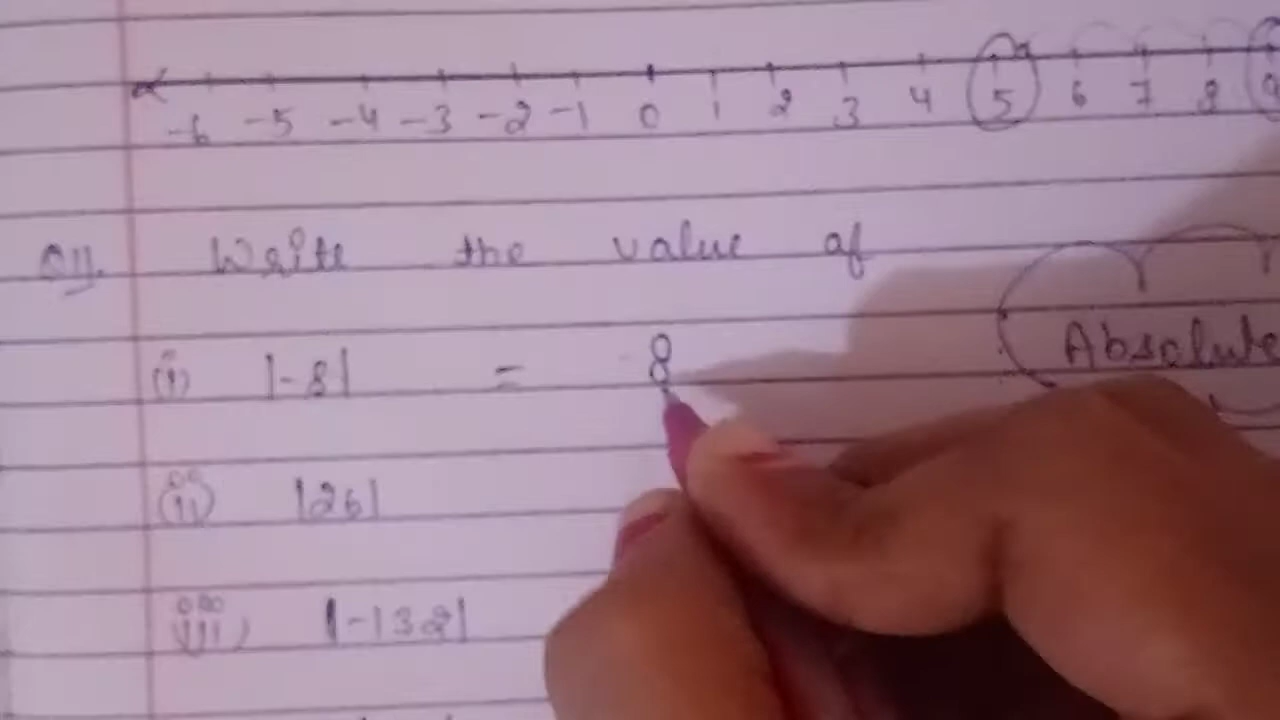 -6 -5 -4 -3 -2 -1 0 1 2 3 4 5 6 7 8 9
Q11. Write the value of
(i) |-8| = 8
Absolute
(ii) |26|
(iii) |-132|